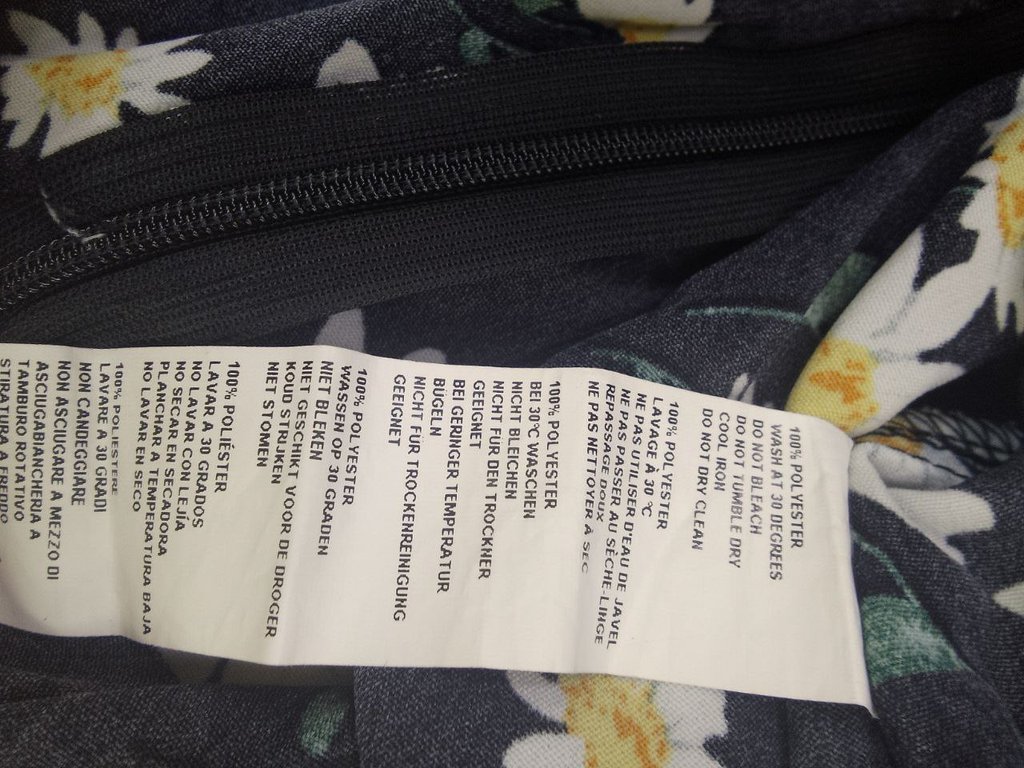 100% POLYESTER
WASH AT 30 DEGREES
DO NOT BLEACH
DO NOT TUMBLE DRY
COOL IRON
DO NOT DRY CLEAN
100% POLYESTER
LAVAGE À 30 °C
NE PAS UTILISER D'EAU DE JAVEL
NE PAS PASSER AU SÈCHE-LINGE
REPASSAGE DOUX
NE PAS NETTOYER À SEC
100% POLYESTER
BEI 30°C WASCHEN
NICHT BLEICHEN
NICHT FÜR DEN TROCKNER
GEEIGNET
BEI GERINGER TEMPERATUR
BÜGELN
NICHT FÜR TROCKENREINIGUNG
GEEIGNET
100% POLYESTER
WASSEN OP 30 GRADEN
NIET BLEKEN
NIET GESCHIKT VOOR DE DROGER
KOUD STRIJKEN
NIET STOMEN
100% POLIÉSTER
LAVAR A 30 GRADOS
NO LAVAR CON LEJÍA
NO SECAR EN SECADORA
PLANCHAR A TEMPERATURA BAJA
NO LAVAR EN SECO
100% POLIESTERE
LAVARE A 30 GRADI
NON CANDEGGIARE
NON ASCIUGARE A MEZZO DI
ASCIUGABIANCHERIA A
TAMBURO ROTATIVO
STIRATURA A FREDDO